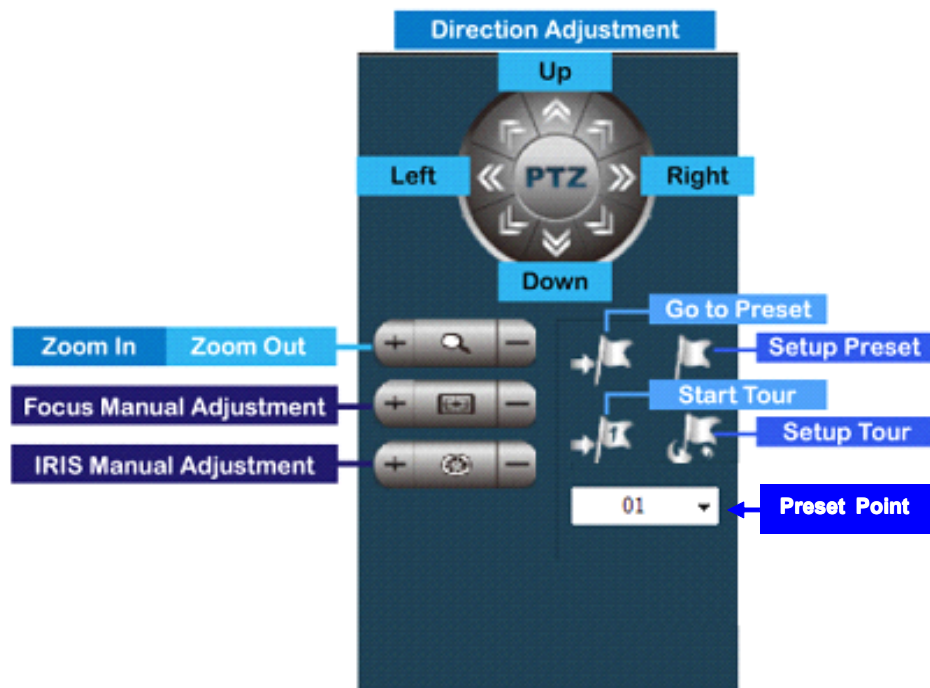 Direction Adjustment
Up
Left
PTZ
Right
Down
Go to Preset
Zoom In
Zoom Out
Setup Preset
Focus Manual Adjustment
Start Tour
1
Setup Tour
IRIS Manual Adjustment
01
Preset Point